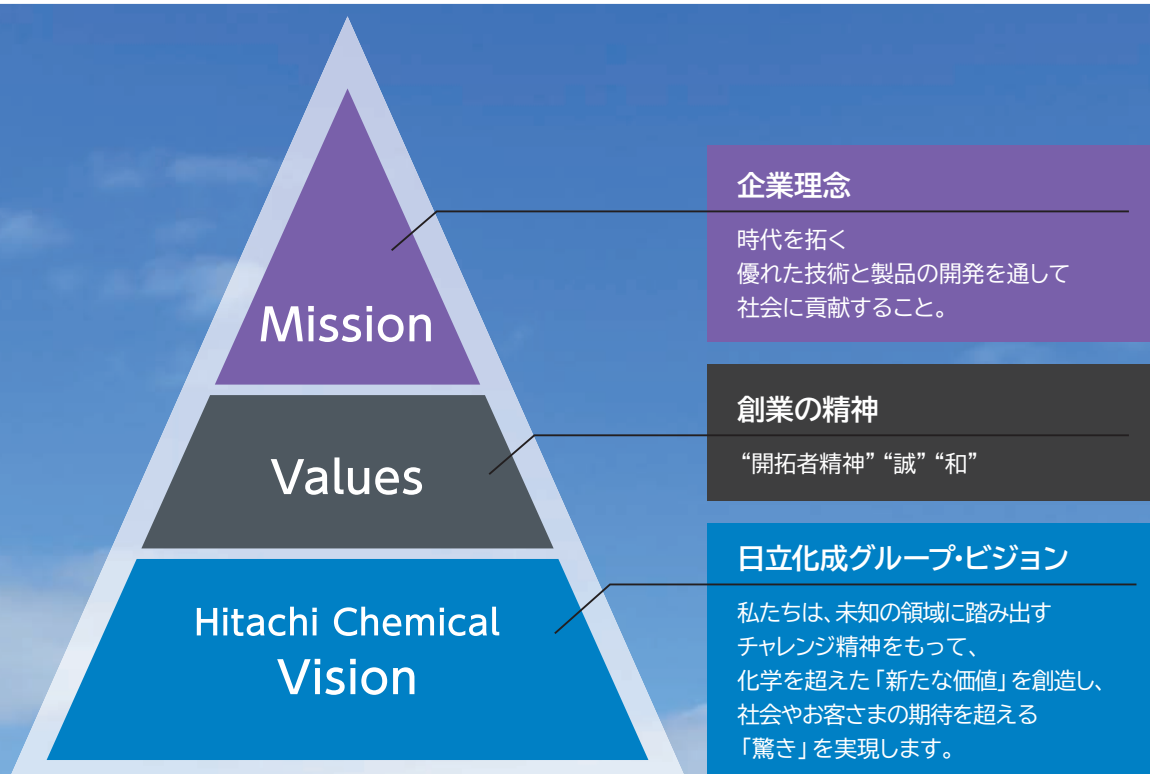 Mission
Values
Hitachi Chemical
Vision
企業理念
時代を拓く
優れた技術と製品の開発を通して
社会に貢献すること。
創業の精神
“開拓者精神” “誠” “和”
日立化成グループ・ビジョン
私たちは、未知の領域に踏み出す
チャレンジ精神をもって、
化学を超えた「新たな価値」を創造し、
社会やお客さまの期待を超える
「驚き」を実現します。